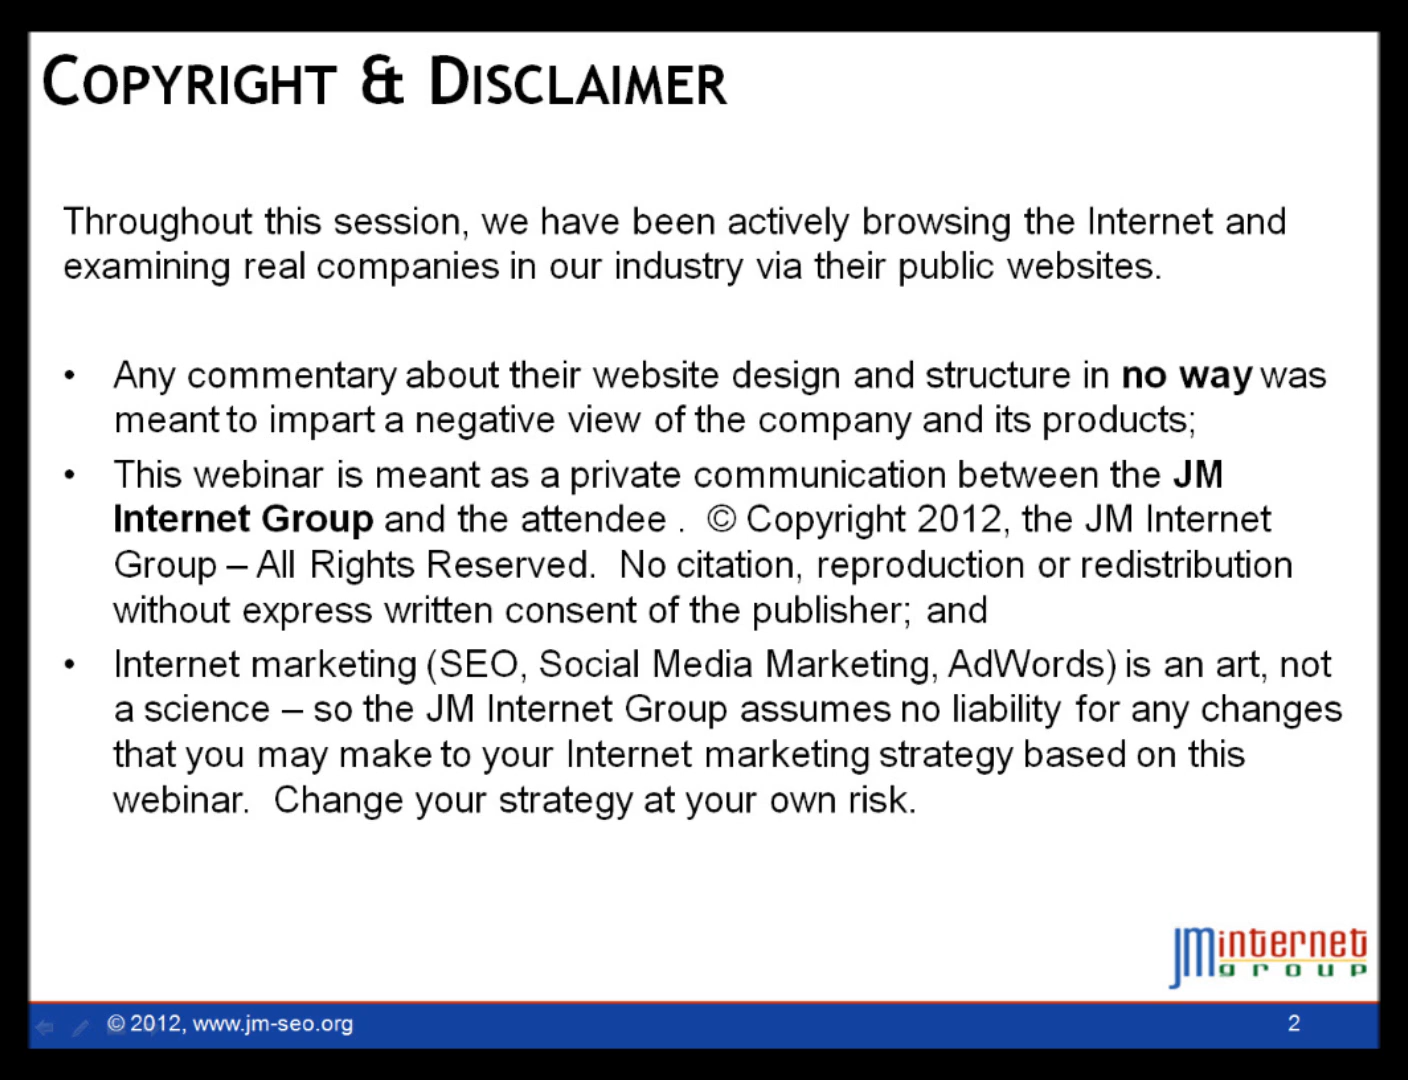 COPYRIGHT & DISCLAIMER
Throughout this session, we have been actively browsing the Internet and
examining real companies in our industry via their public websites.
• Any commentary about their website design and structure in no way was
meant to impart a negative view of the company and its products;
• This webinar is meant as a private communication between the JM
Internet Group and the attendee . © Copyright 2012, the JM Internet
Group – All Rights Reserved. No citation, reproduction or redistribution
without express written consent of the publisher; and
• Internet marketing (SEO, Social Media Marketing, AdWords) is an art, not
a science – so the JM Internet Group assumes no liability for any changes
that you may make to your Internet marketing strategy based on this
webinar. Change your strategy at your own risk.
JM internet
group
© 2012, www.jm-seo.org 2